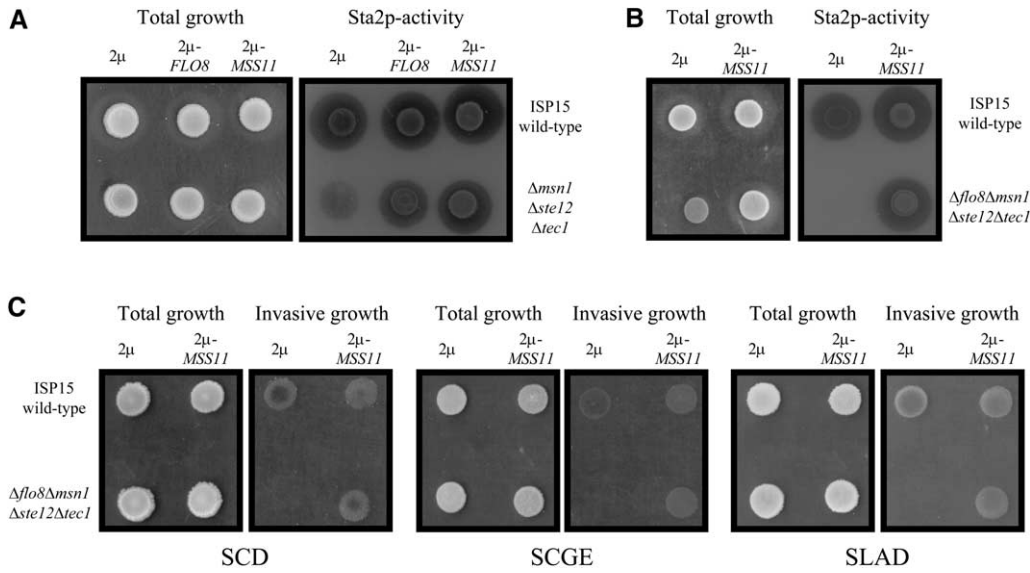 A
Total growth
Sta2p-activity
2μ
2μ-
FLO8
2μ-
MSS11
2μ
2μ-
FLO8
2μ-
MSS11
ISP15
wild-type
Δmsn1
Δste12
Δtec1
B
Total growth
Sta2p-activity
2μ
2μ-
MSS11
2μ
2μ-
MSS11
ISP15
wild-type
Δflo8Δmsn1
Δste12Δtec1
C
Total growth
Invasive growth
Total growth
Invasive growth
Total growth
Invasive growth
2μ
2μ-
MSS11
2μ
2μ-
MSS11
2μ
2μ-
MSS11
2μ
2μ-
MSS11
2μ
2μ-
MSS11
2μ
2μ-
MSS11
ISP15
wild-type
Δflo8Δmsn1
Δste12Δtec1
SCD
SCGE
SLAD